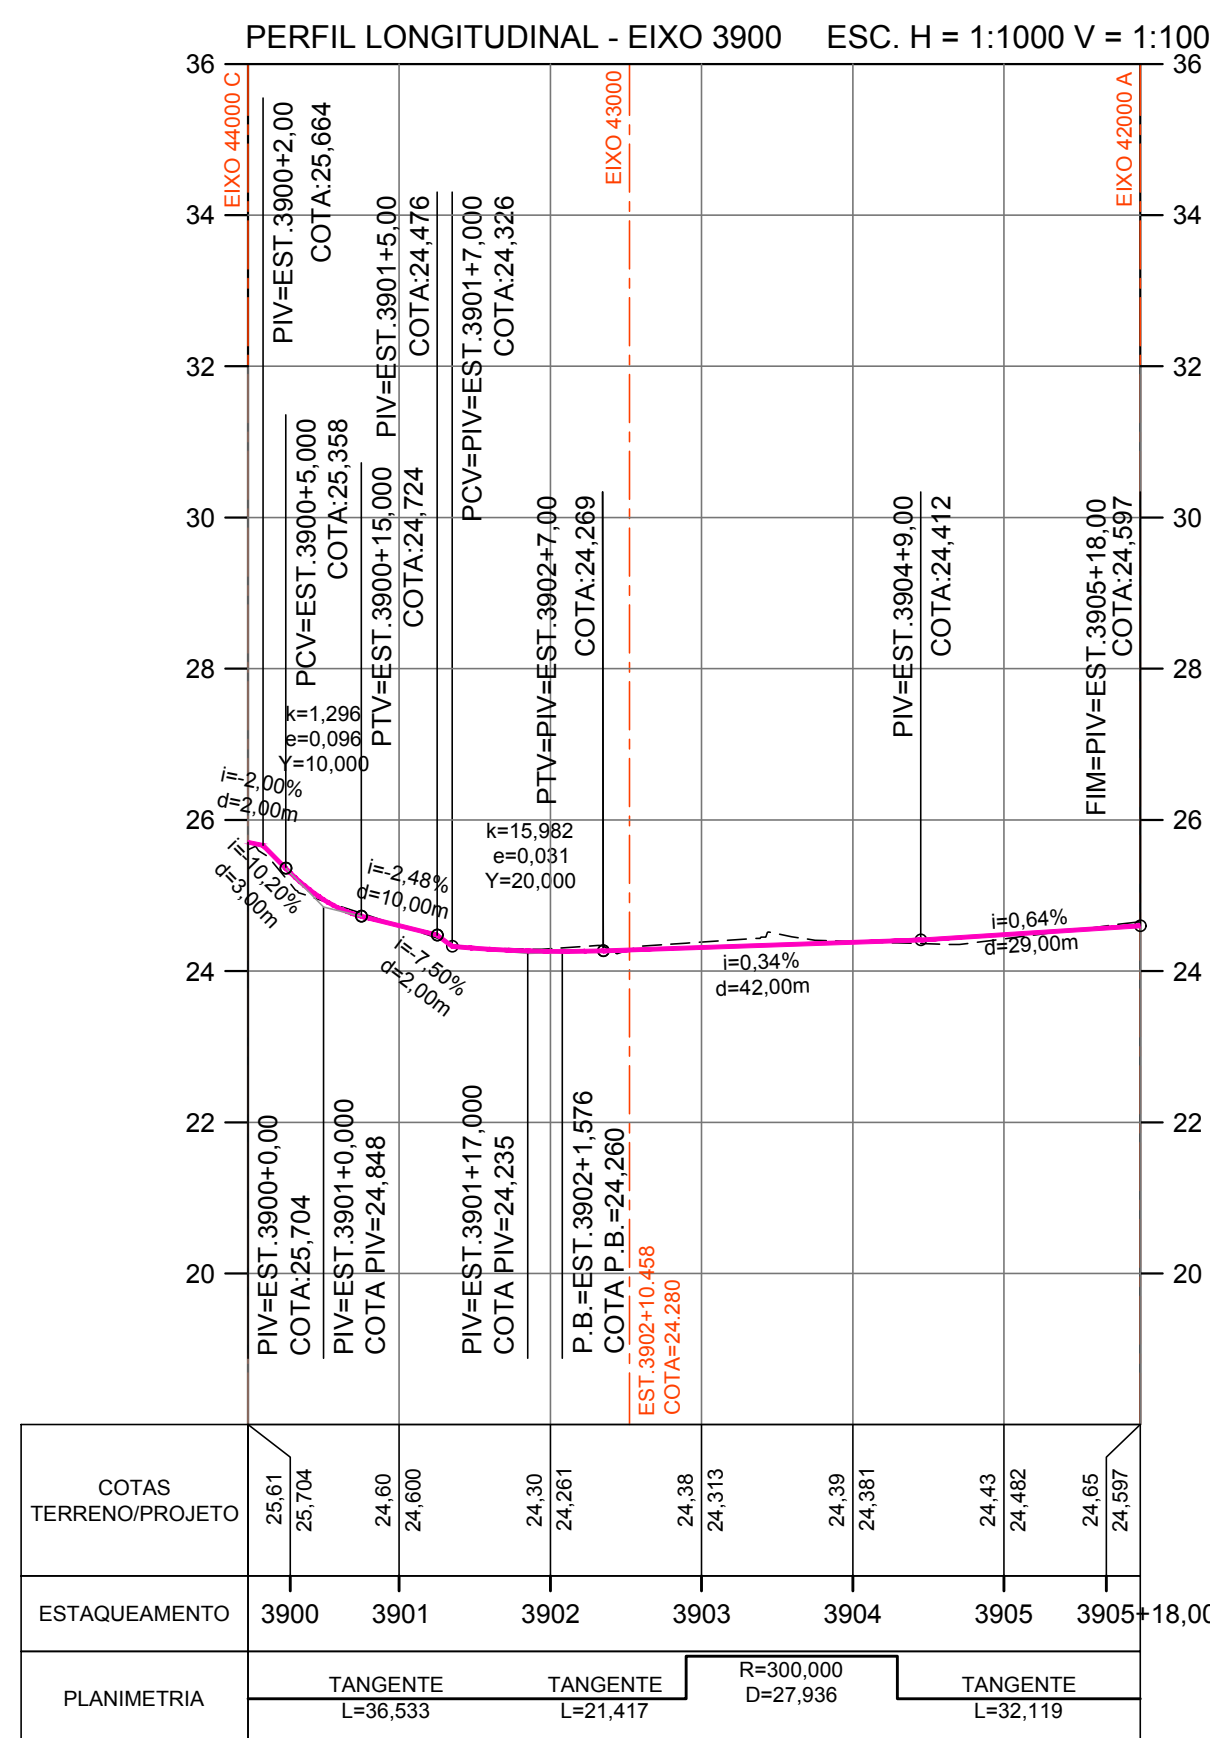 PERFIL LONGITUDINAL - EIXO 3900 ESC. H = 1:1000 V = 1:100
36
36
34
34
32
32
30
30
28
28
26
26
24
24
22
22
20
20
EIXO 44000 C
EIXO 43000
EIXO 42000 A
PIV=EST.3900+2,00
COTA:25,664
PCV=EST.3900+5,000
COTA:25,358
PIV=EST.3901+5,00
COTA:24,476
PTV=EST.3900+15,000
COTA:24,724
PCV=PIV=EST.3901+7,000
COTA:24,326
PTV=PIV=EST.3902+7,00
COTA:24,269
PIV=EST.3904+9,00
COTA:24,412
FIM=PIV=EST.3905+18,00
COTA:24,597
k=1,296
e=0,096
Y=10,000
k=15,982
e=0,031
Y=20,000
i=-2,00%
d=2,00m
i=-10,20%
d=3,00m
i=-2,48%
d=10,00m
i=-7,50%
d=2,00m
i=0,34%
d=42,00m
i=0,64%
d=29,00m
PIV=EST.3900+0,00
COTA:25,704
PIV=EST.3901+0,000
COTA PIV=24,848
PIV=EST.3901+17,000
COTA PIV=24,235
P.B.=EST.3902+1,576
COTA P.B.=24,260
EST.3902+10.458
COTA=24.280
COTAS
TERRENO/PROJETO
25,61
25,704
24,60
24,600
24,30
24,261
24,38
24,313
24,39
24,381
24,43
24,482
24,65
24,597
ESTAQUEAMENTO
3900 3901 3902 3903 3904 3905 3905+18,00
PLANIMETRIA
TANGENTE
L=36,533
TANGENTE
L=21,417
R=300,000
D=27,936
TANGENTE
L=32,119